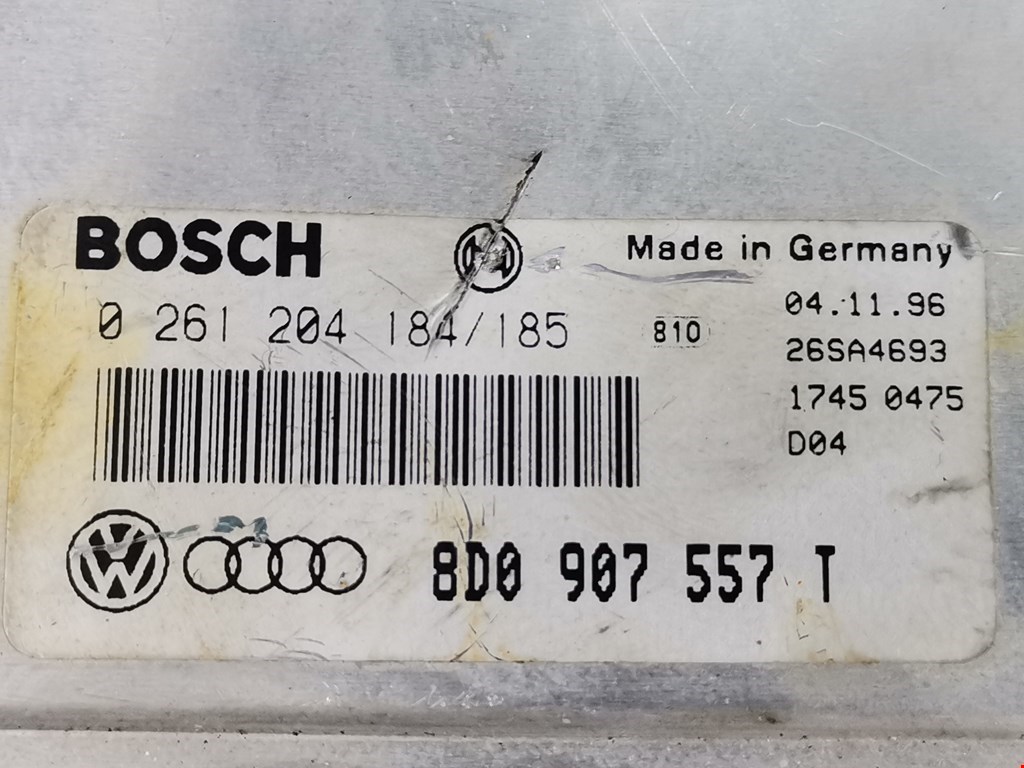 BOSCH
Made in Germany
0 261 204 184/185
810
04.11.96
26SA4693
1745 0475
D04
8D0 907 557 T